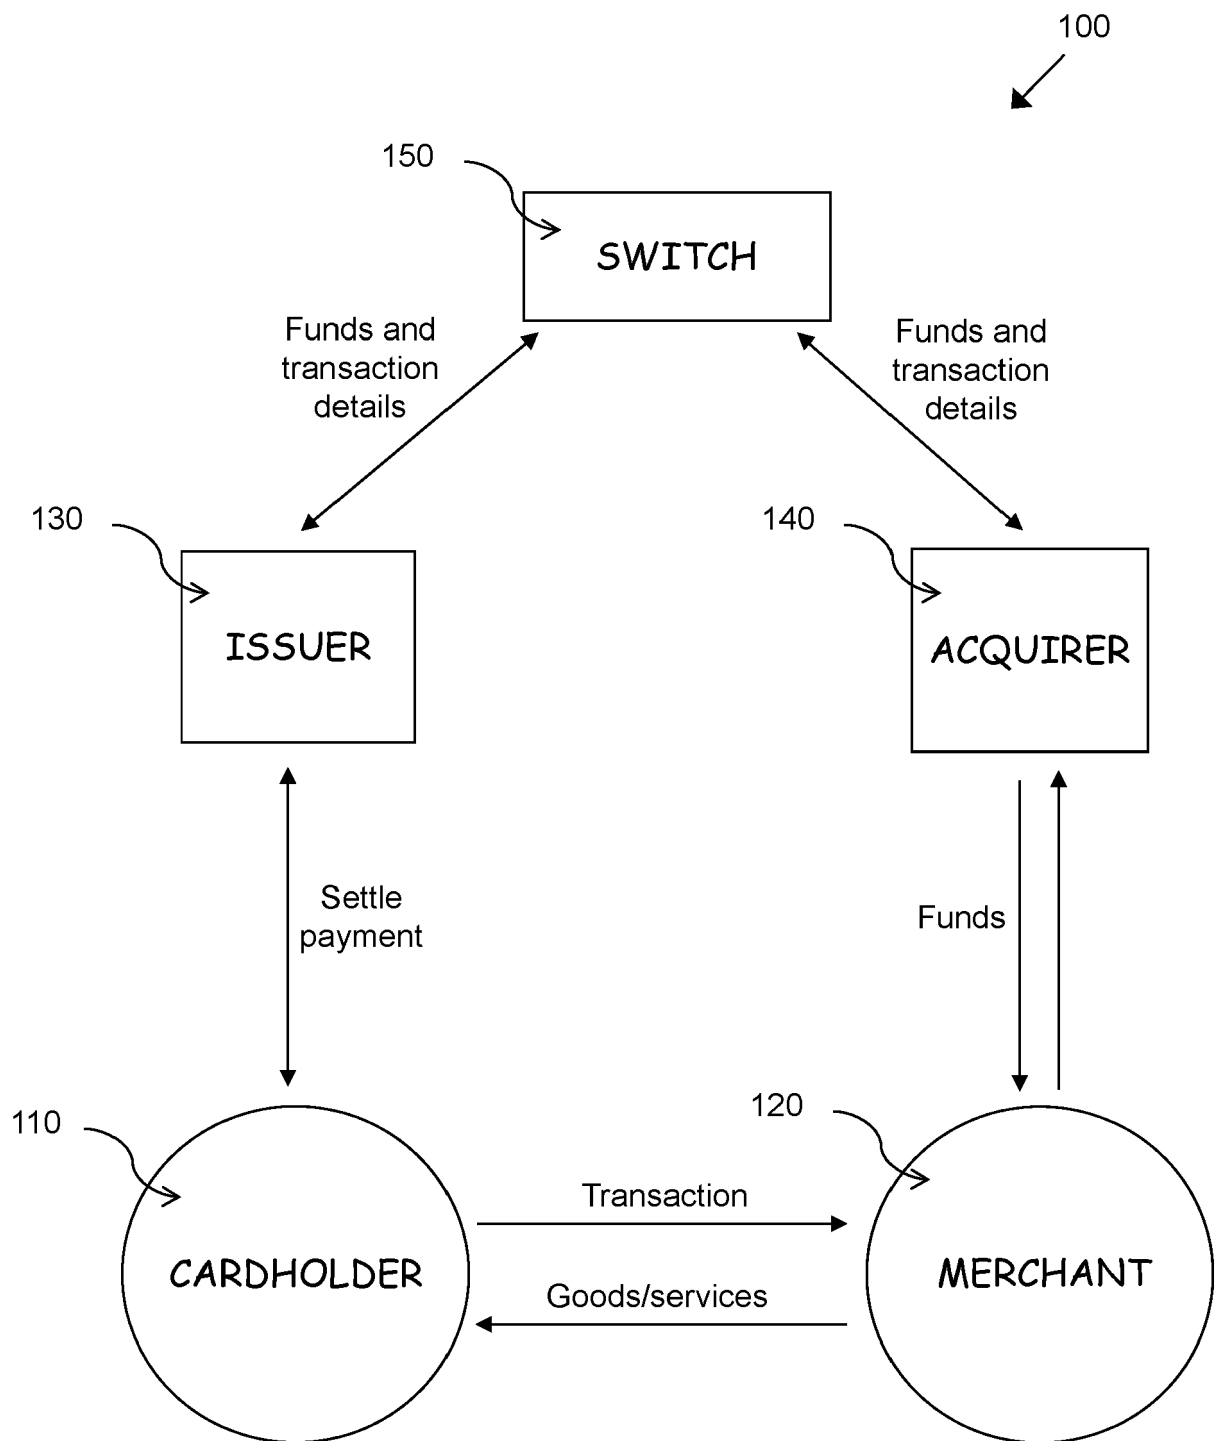 100
150
SWITCH
Funds and
transaction
details
Funds and
transaction
details
130
140
ISSUER
ACQUIRER
Settle
payment
Funds
110
120
Transaction
CARDHOLDER
MERCHANT
Goods/services